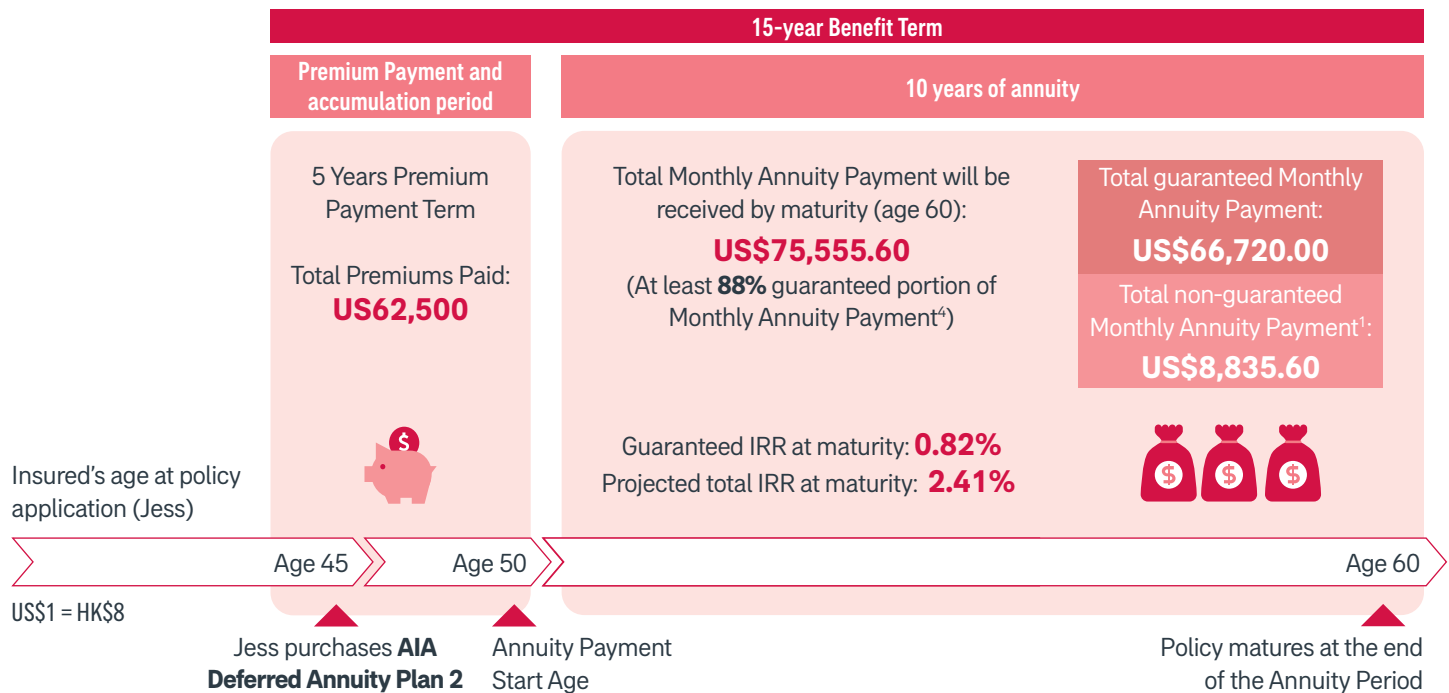 15-year Benefit Term
Premium Payment and
accumulation period
10 years of annuity
5 Years Premium
Payment Term
Total Premiums Paid:
US62,500
Total Monthly Annuity Payment will be
received by maturity (age 60):
US$75,555.60
(At least 88% guaranteed portion of
Monthly Annuity Payment⁴)
Total guaranteed Monthly
Annuity Payment:
US$66,720.00
Total non-guaranteed
Monthly Annuity Payment¹:
US$8,835.60
$
Guaranteed IRR at maturity: 0.82%
Projected total IRR at maturity: 2.41%
$ $ $
Insured's age at policy
application (Jess)
Age 45
Age 50
Age 60
US$1 = HK$8
Jess purchases AIA
Deferred Annuity Plan 2
Annuity Payment
Start Age
Policy matures at the end
of the Annuity Period